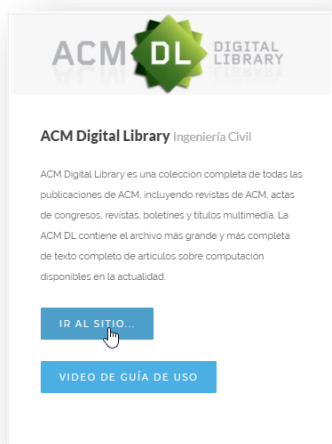 ACM DL DIGITAL
LIBRARY
ACM Digital Library Ingeniería Civil
ACM Digital Library es una colección completa de todas las
publicaciones de ACM, incluyendo revistas de ACM, actas
de congresos, revistas, boletines y títulos multimedia. La
ACM DL contiene el archivo más grande y más completa
de texto completo de artículos sobre computación
disponibles en la actualidad.
IR AL SITIO...
VIDEO DE GUÍA DE USO